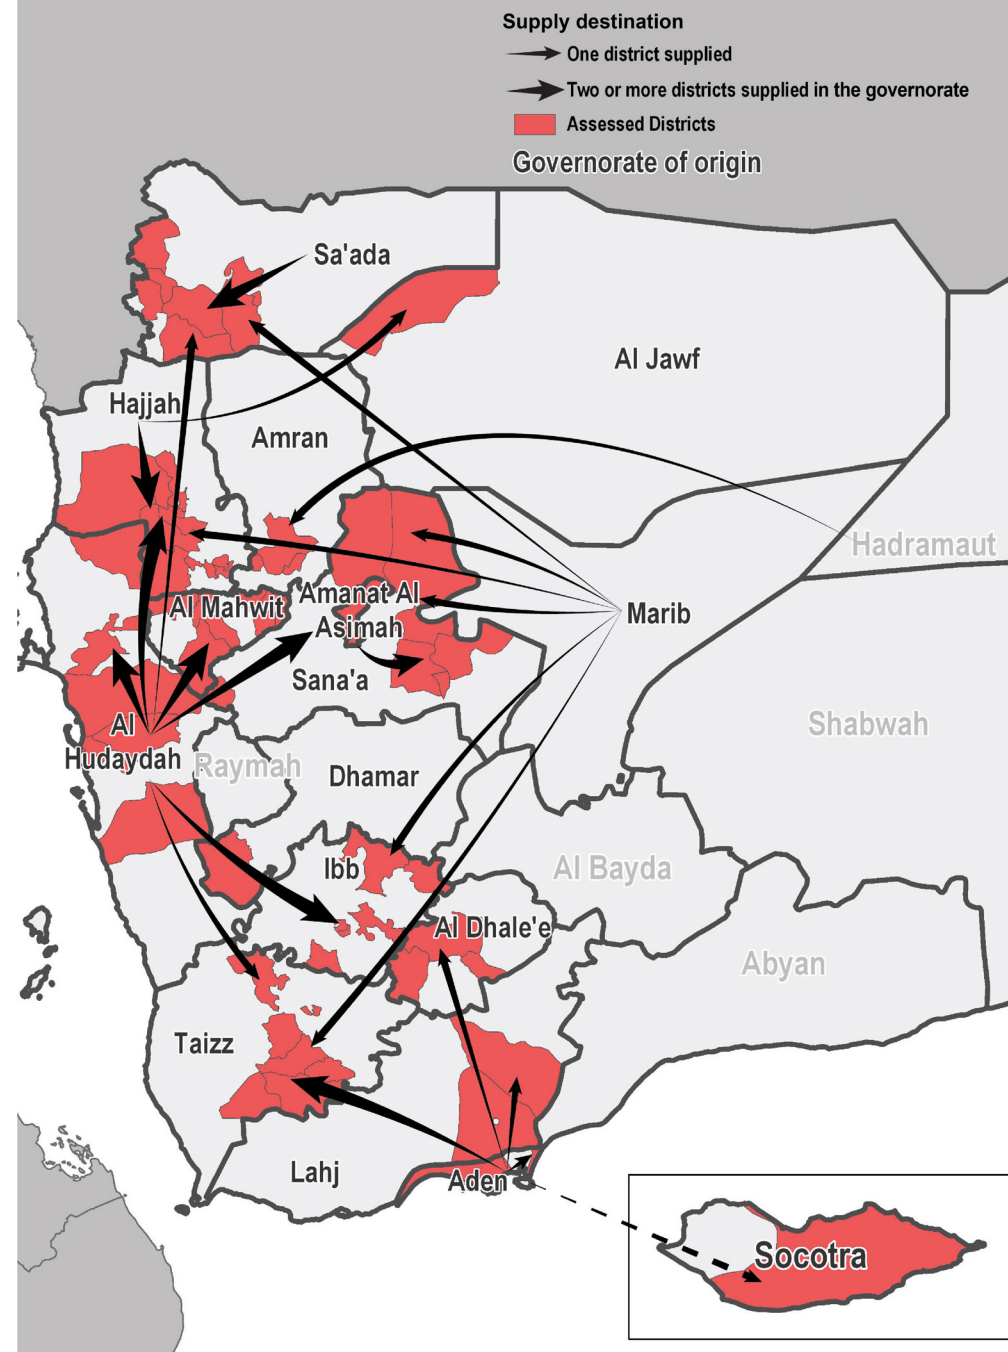 Supply destination
One district supplied
Two or more districts supplied in the governorate
Assessed Districts
Governorate of origin
Sa'ada
Al Jawf
Hajjah
Amran
Hadramaut
Amanat Al
Asimah
Al Mahwit
Marib
Sana'a
Shabwah
Al
Hudaydah
Raymah
Dhamar
Ibb
Al Bayda
Al Dhale'e
Abyan
Taizz
Lahj
Aden
Socotra